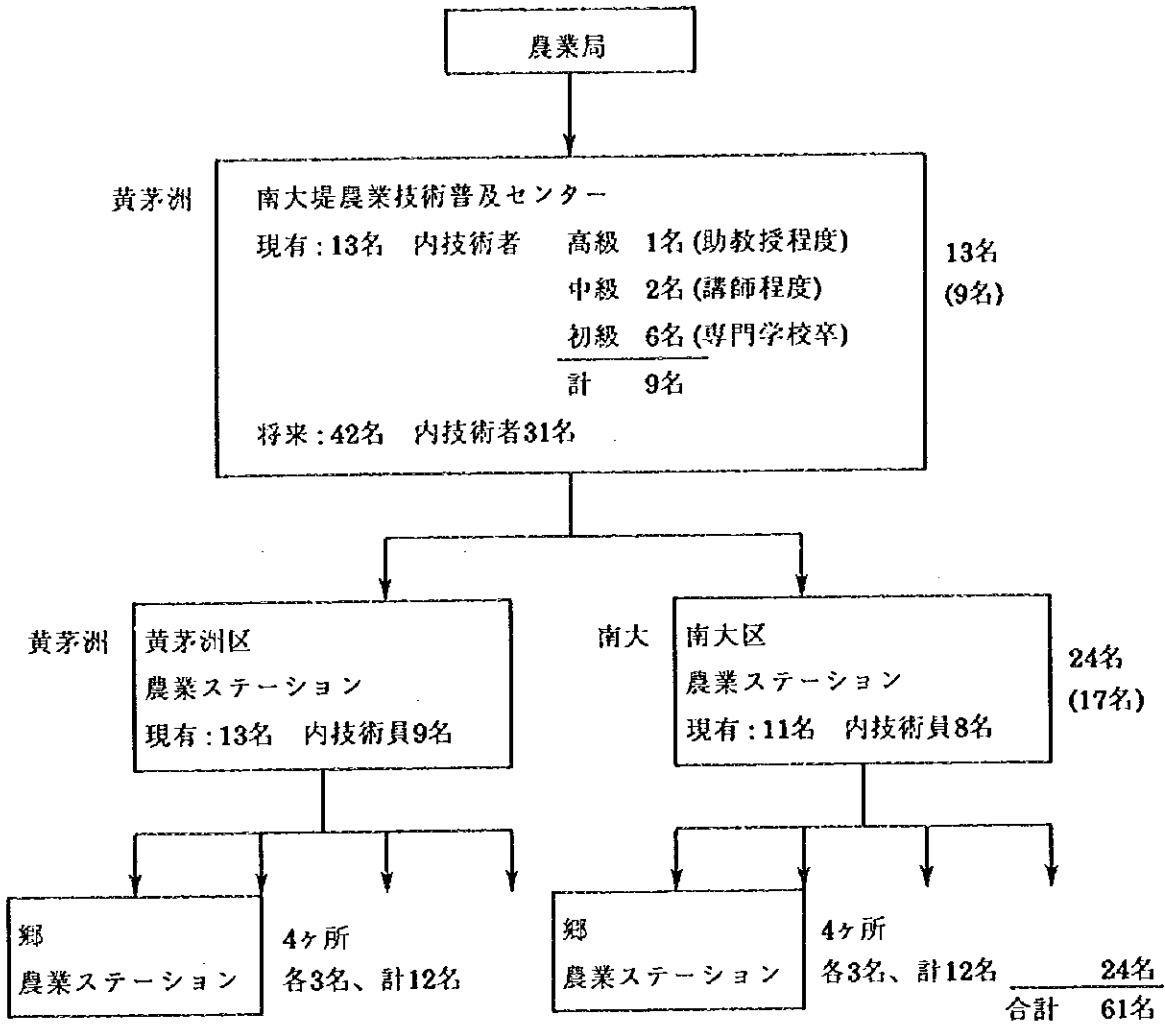 農業局
黄茅洲
南大堤農業技術普及センター
現有:13名 内技術者 高級 1名 (助教授程度)
中級 2名 (講師程度)
初級 6名 (専門学校卒)
計 9名
将来:42名 内技術者31名
13名
(9名)
黄茅洲
黄茅洲区
農業ステーション
現有:13名 内技術員9名
南大
南大区
農業ステーション
現有:11名 内技術員8名
24名
(17名)
郷
農業ステーション
4ヶ所
各3名、計12名
郷
農業ステーション
4ヶ所
各3名、計12名
24名
合計 61名